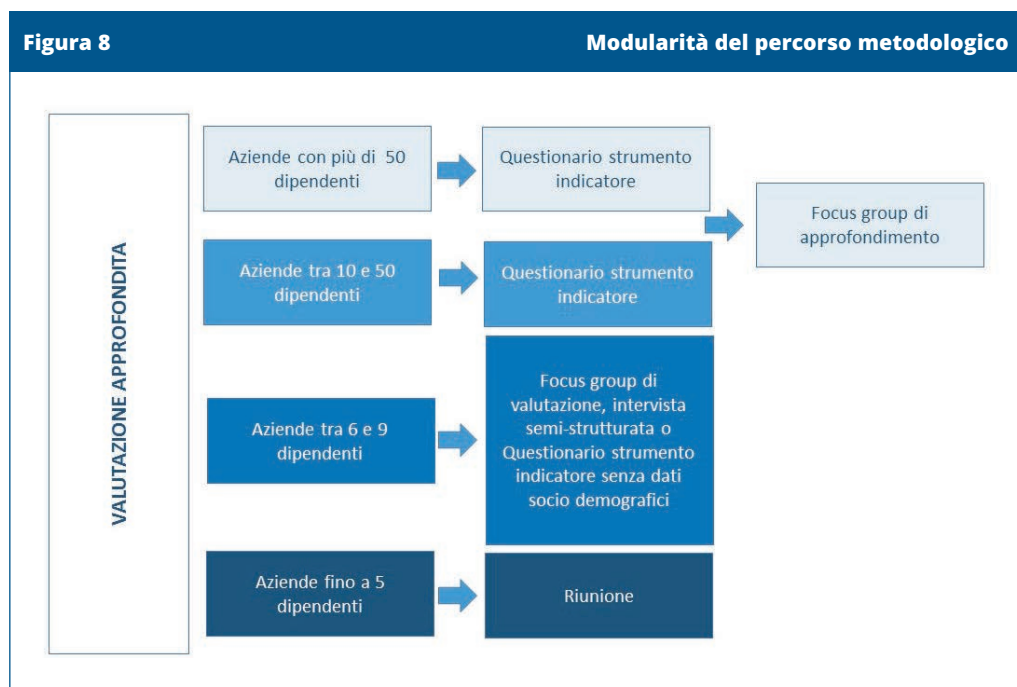 Figura 8
Modularità del percorso metodologico
VALUTAZIONE APPROFONDITA
Aziende con più di 50
dipendenti
Questionario strumento
indicatore
Focus group di
approfondimento
Aziende tra 10 e 50
dipendenti
Questionario strumento
indicatore
Aziende tra 6 e 9
dipendenti
Focus group di
valutazione, intervista
semi-strutturata o
Questionario strumento
indicatore senza dati
socio demografici
Aziende fino a 5
dipendenti
Riunione